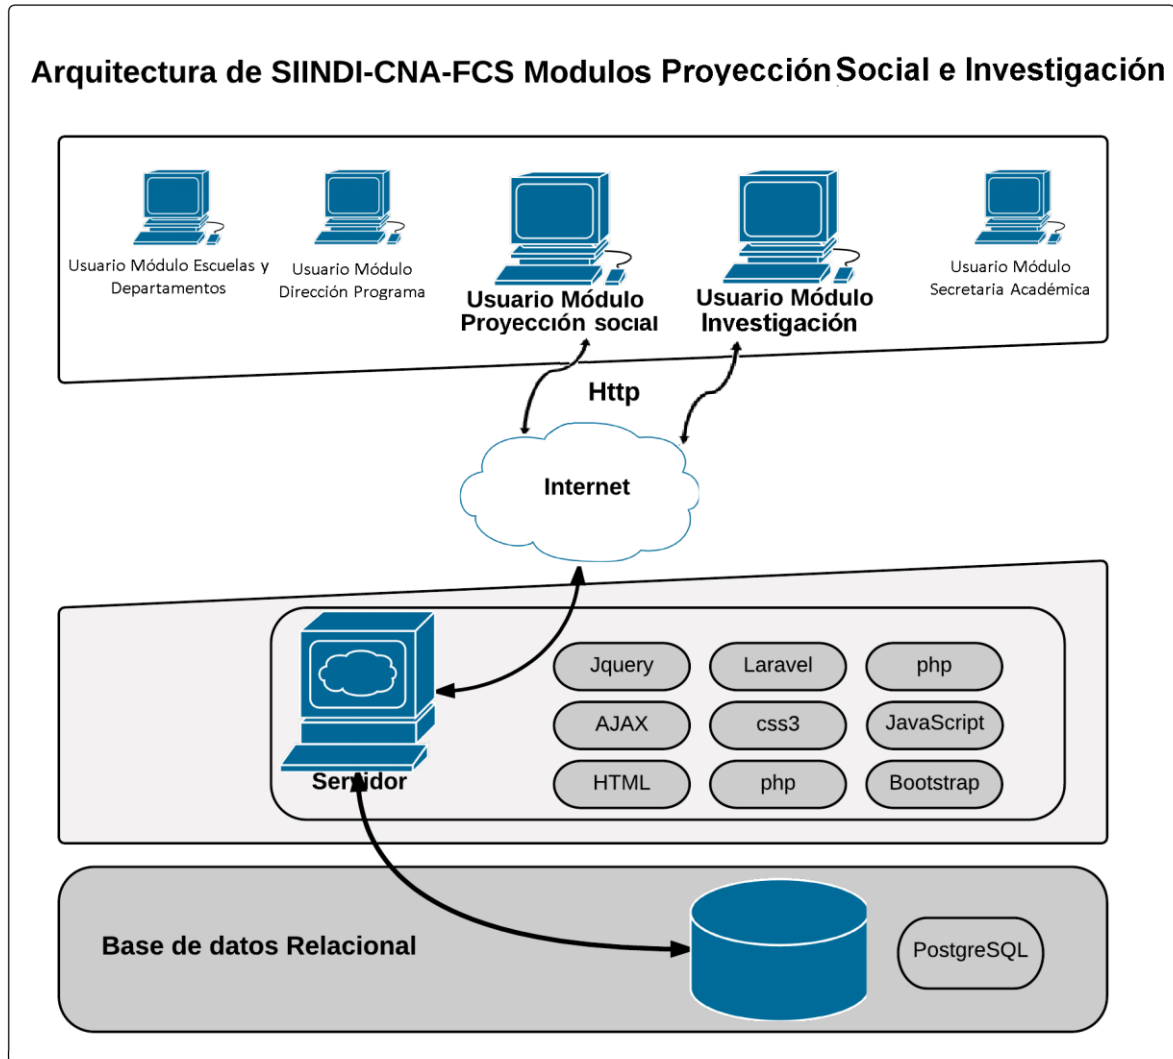 Arquitectura de SIINDI-CNA-FCS Modulos Proyección Social e Investigación
Usuario Módulo Escuelas y
Departamentos
Usuario Módulo
Dirección Programa
Usuario Módulo
Proyección social
Usuario Módulo
Investigación
Usuario Módulo
Secretaria Académica
Http
Internet
Servidor
Jquery
Laravel
php
AJAX
css3
JavaScript
HTML
php
Bootstrap
Base de datos Relacional
PostgreSQL